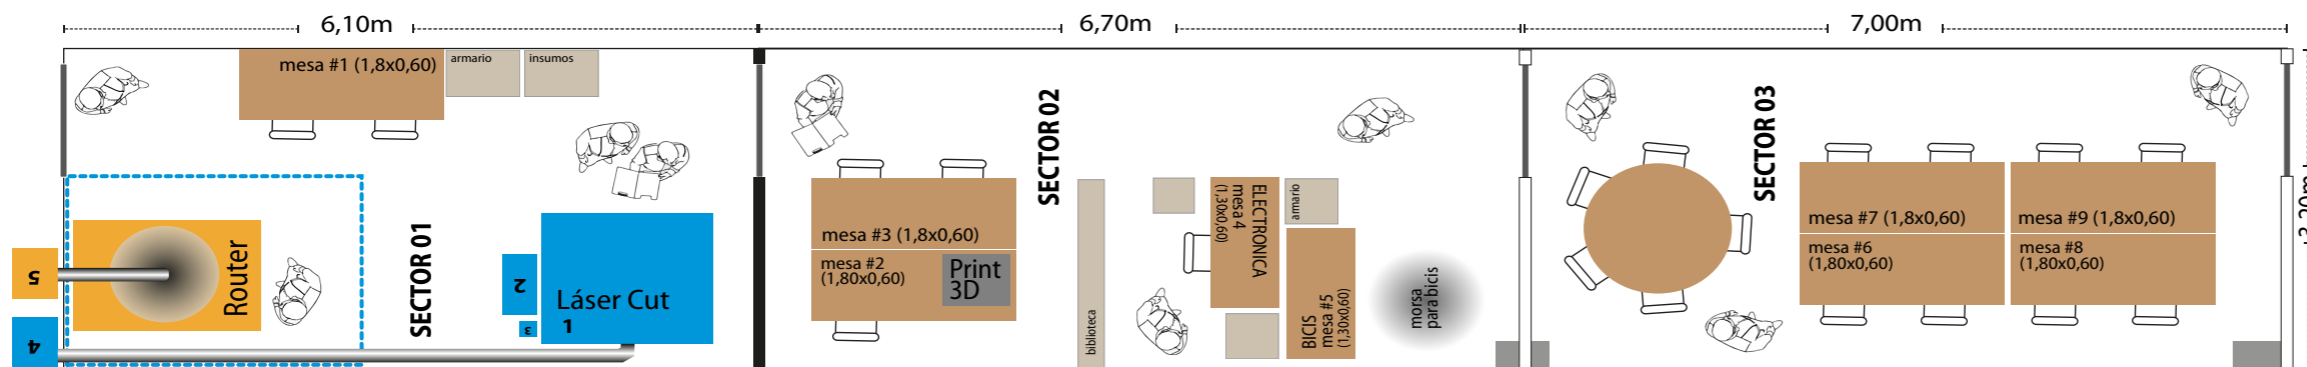 6,10m
6,70m
7,00m
mesa #1 (1,8x0,60)
armario
insumos
SECTOR 01
Router
5
4
2
3
Láser Cut
1
SECTOR 02
mesa #3 (1,8x0,60)
mesa #2
(1,80x0,60)
Print
3D
biblioteca
ELECTRONICA
mesa 4
(1,30x0,60)
armario
BICIS
mesa #5
(1,30x0,60)
morsa
para bicis
SECTOR 03
mesa #7 (1,8x0,60)
mesa #6
(1,80x0,60)
mesa #9 (1,8x0,60)
mesa #8
(1,80x0,60)